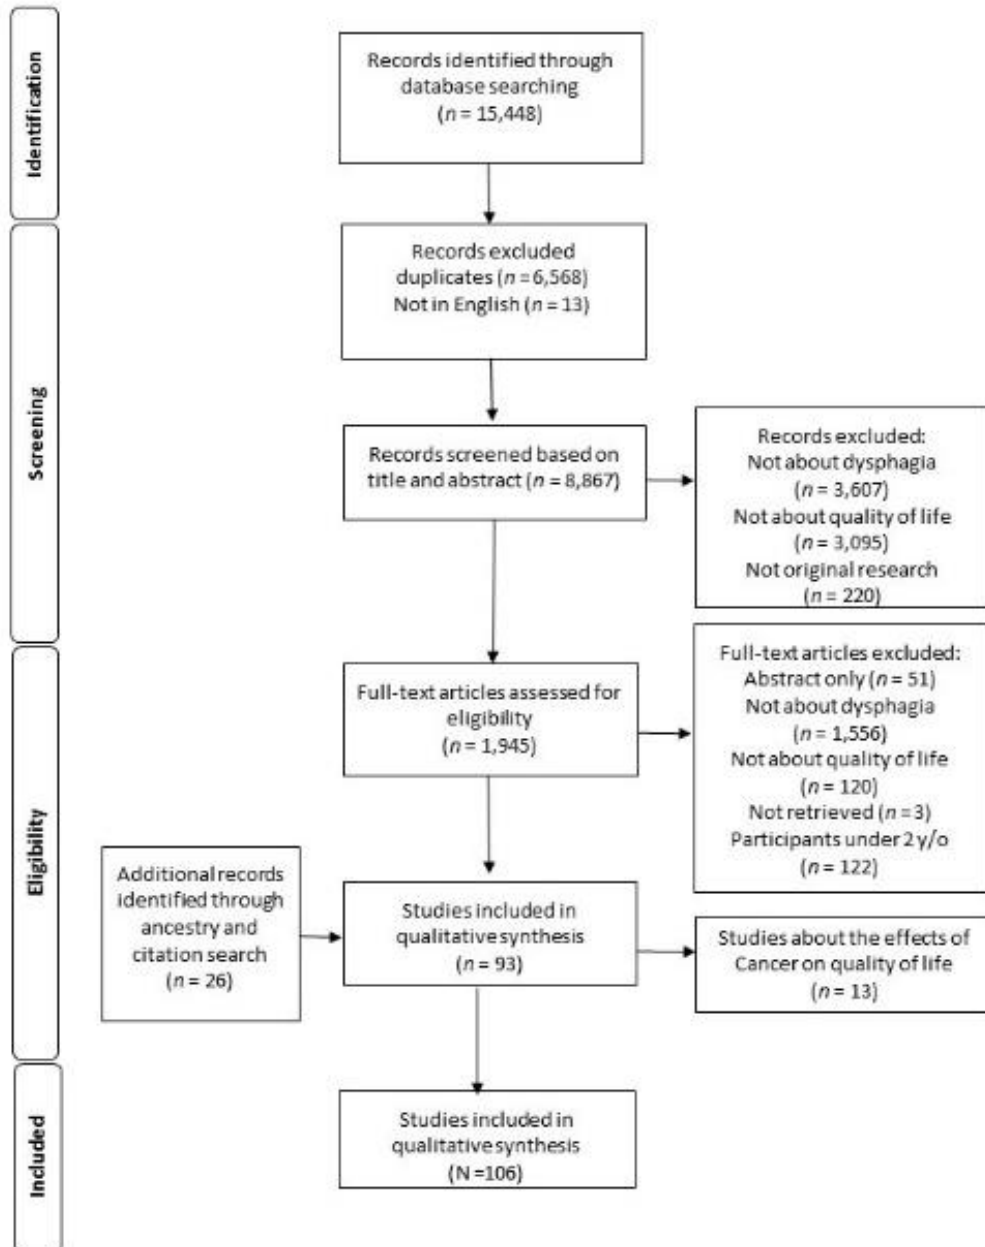 Identification
Records identified through
database searching
(n = 15,448)
Screening
Records excluded
duplicates (n = 6,568)
Not in English (n = 13)
Records screened based on
title and abstract (n = 8,867)
Records excluded:
Not about dysphagia
(n = 3,607)
Not about quality of life
(n = 3,095)
Not original research
(n = 220)
Eligibility
Full-text articles assessed for
eligibility
(n = 1,945)
Full-text articles excluded:
Abstract only (n = 51)
Not about dysphagia
(n = 1,556)
Not about quality of life
(n = 120)
Not retrieved (n = 3)
Participants under 2 y/o
(n = 122)
Additional records
identified through
ancestry and
citation search
(n = 26)
Studies included in
qualitative synthesis
(n = 93)
Studies about the effects of
Cancer on quality of life
(n = 13)
Included
Studies included in
qualitative synthesis
(N =106)